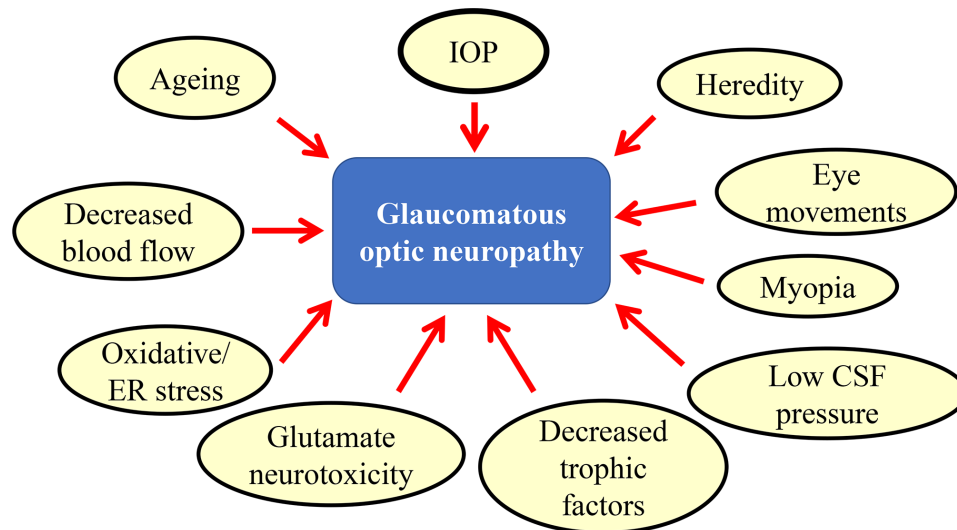 IOP
Ageing
Heredity
Eye
movements
Decreased
blood flow
Glaucomatous
optic neuropathy
Myopia
Oxidative/
ER stress
Low CSF
pressure
Glutamate
neurotoxicity
Decreased
trophic
factors